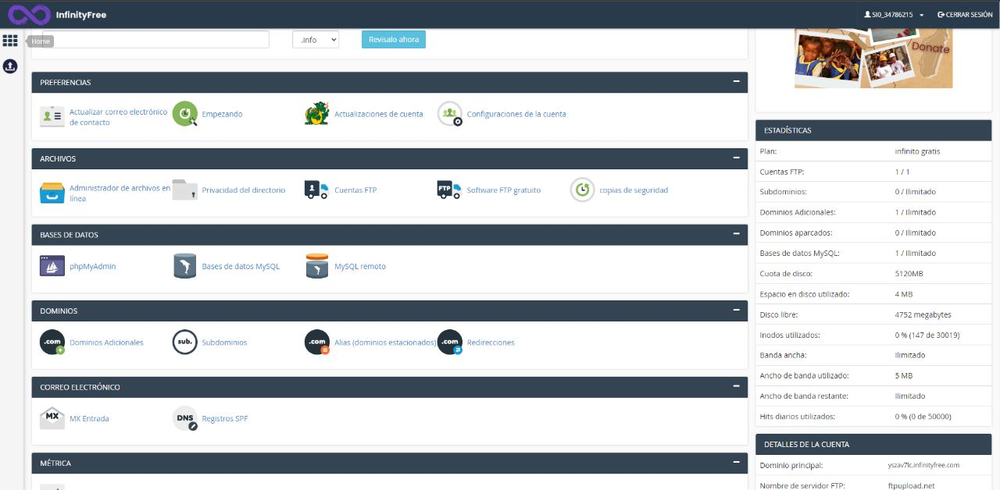 InfinityFree
SI0_34786215
CERRAR SESIÓN
Home
.info
Revisalo ahora
Donate
PREFERENCIAS
Actualizar correo electrónico
de contacto
Empezando
Actualizaciones de cuenta
Configuraciones de la cuenta
ARCHIVOS
Administrador de archivos en
línea
Privacidad del directorio
Cuentas FTP
FTP
Software FTP gratuito
copias de seguridad
BASES DE DATOS
phpMyAdmin
Bases de datos MySQL
MySQL remoto
DOMINIOS
.com
Dominios Adicionales
sub.
Subdominios
.com
Alias (dominios estacionados)
.com
Redirecciones
CORREO ELECTRÓNICO
MX
MX Entrada
DNS
Registros SPF
MÉTRICA
ESTADÍSTICAS
Plan: infinito gratis
Cuentas FTP: 1 / 1
Subdominios: 0 / Ilimitado
Dominios Adicionales: 1 / Ilimitado
Dominios aparcados: 0 / Ilimitado
Bases de datos MySQL: 1 / Ilimitado
Cuota de disco: 5120MB
Espacio en disco utilizado: 4 MB
Disco libre: 4752 megabytes
Inodos utilizados: 0 % (147 de 30019)
Banda ancha: Ilimitado
Ancho de banda utilizado: 5 MB
Ancho de banda restante: Ilimitado
Hits diarios utilizados: 0 % (0 de 50000)
DETALLES DE LA CUENTA
Dominio principal: yszav7lc.infinityfree.com
Nombre de servidor FTP: ftpupload.net